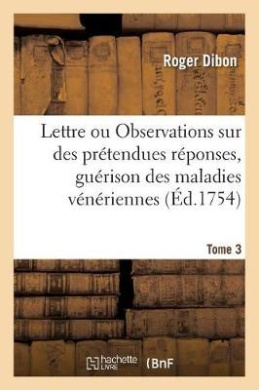 Roger Dibon
Lettre ou Observations sur des
prétendues réponses, guérison des
maladies vénériennes (Éd.1754)
Tome 3
hachette
LIVRE
{BnF